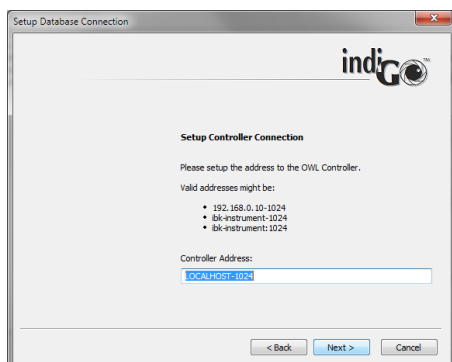 Setup Database Connection
indiGo™
Setup Controller Connection
Please setup the address to the OWL Controller.
Valid addresses might be:
• 192.168.0.10-1024
• ibk-instrument-1024
• ibk-instrument:1024
Controller Address:
LOCALHOST-1024
< Back Next > Cancel